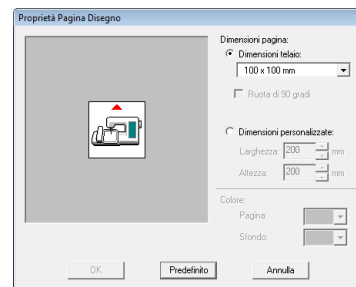 Proprietà Pagina Disegno
Dimensioni pagina:
Dimensioni telaio:
100 x 100 mm
Ruota di 90 gradi
Dimensioni personalizzate:
Larghezza: 200 mm
Altezza: 200 mm
Colore:
Pagina:
Sfondo:
OK Predefinito Annulla